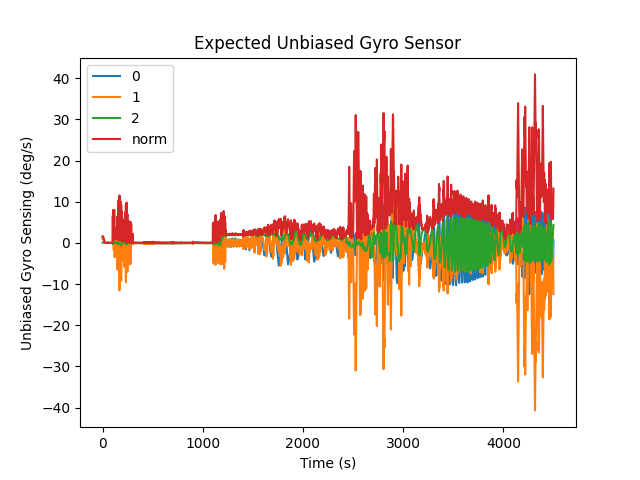 Expected Unbiased Gyro Sensor
0
1
2
norm
Unbiased Gyro Sensing (deg/s)
40
30
20
10
0
−10
−20
−30
−40
0 1000 2000 3000 4000
Time (s)